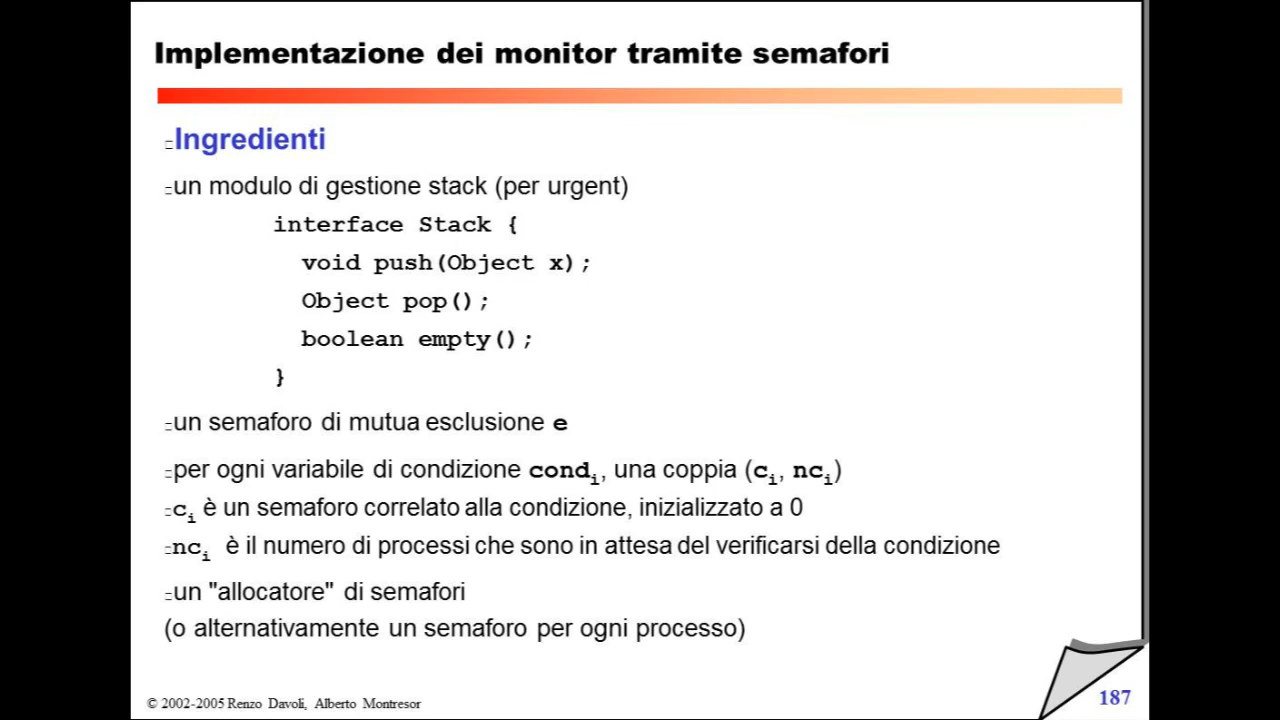 Implementazione dei monitor tramite semafori
Ingredienti
un modulo di gestione stack (per urgent)
interface Stack {
void push(Object x);
Object pop();
boolean empty();
}
un semaforo di mutua esclusione e
per ogni variabile di condizione condi, una coppia (ci, nci)
ci è un semaforo correlato alla condizione, inizializzato a 0
nci è il numero di processi che sono in attesa del verificarsi della condizione
un "allocatore" di semafori
(o alternativamente un semaforo per ogni processo)
© 2002-2005 Renzo Davoli, Alberto Montresor
187